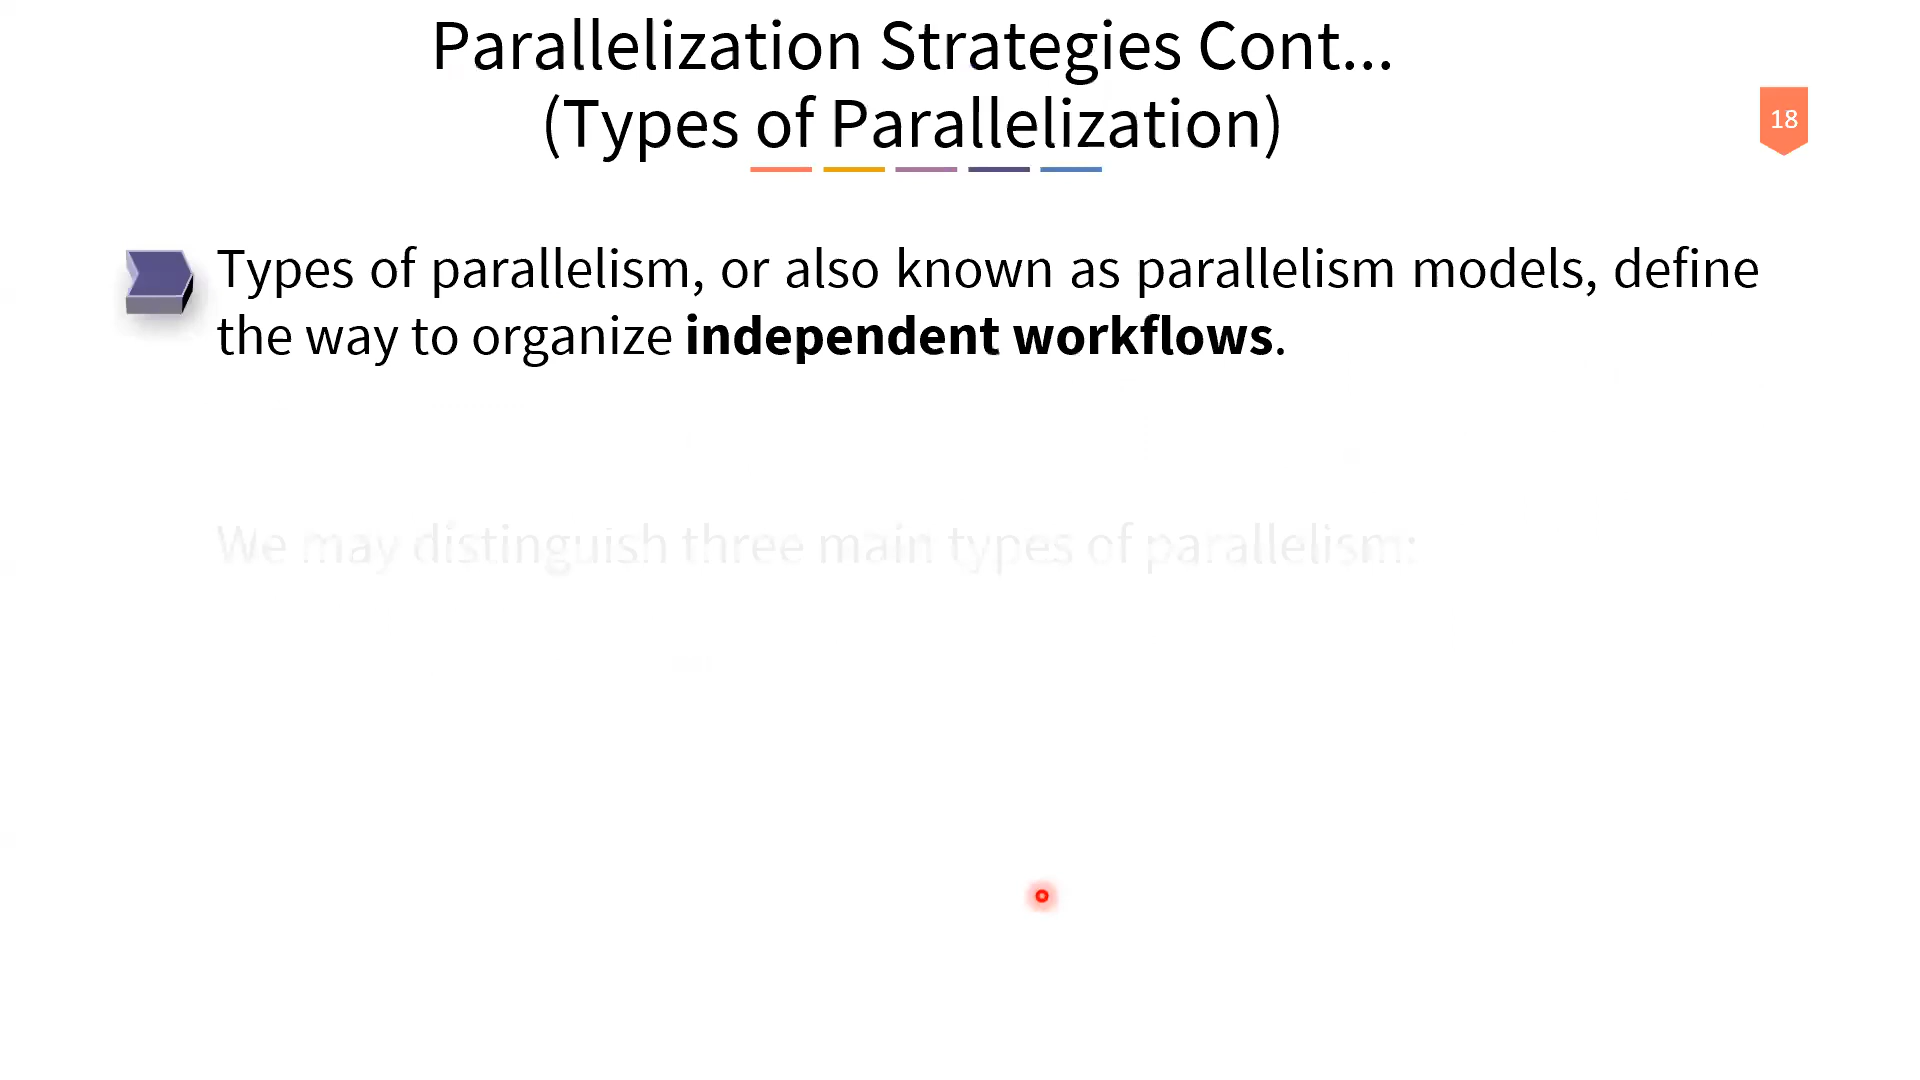 Parallelization Strategies Cont...
(Types of Parallelization)
18
Types of parallelism, or also known as parallelism models, define
the way to organize independent workflows.
We may distinguish three main types of parallelism: